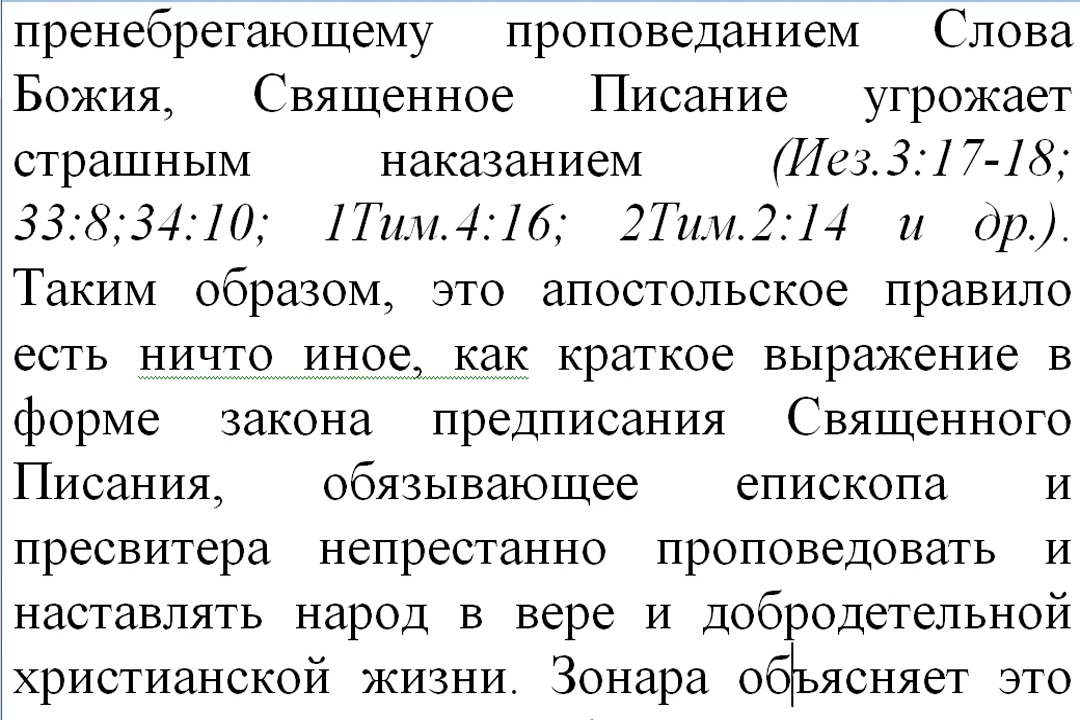 пренебрегающему проповеданием Слова
Божия, Священное Писание угрожает
страшным наказанием (Иез.3:17-18;
33:8;34:10; 1Тим.4:16; 2Тим.2:14 и др.).
Таким образом, это апостольское правило
есть ничто иное, как краткое выражение в
форме закона предписания Священного
Писания, обязывающее епископа и
пресвитера непрестанно проповедовать и
наставлять народ в вере и добродетельной
христианской жизни. Зонара объясняет это